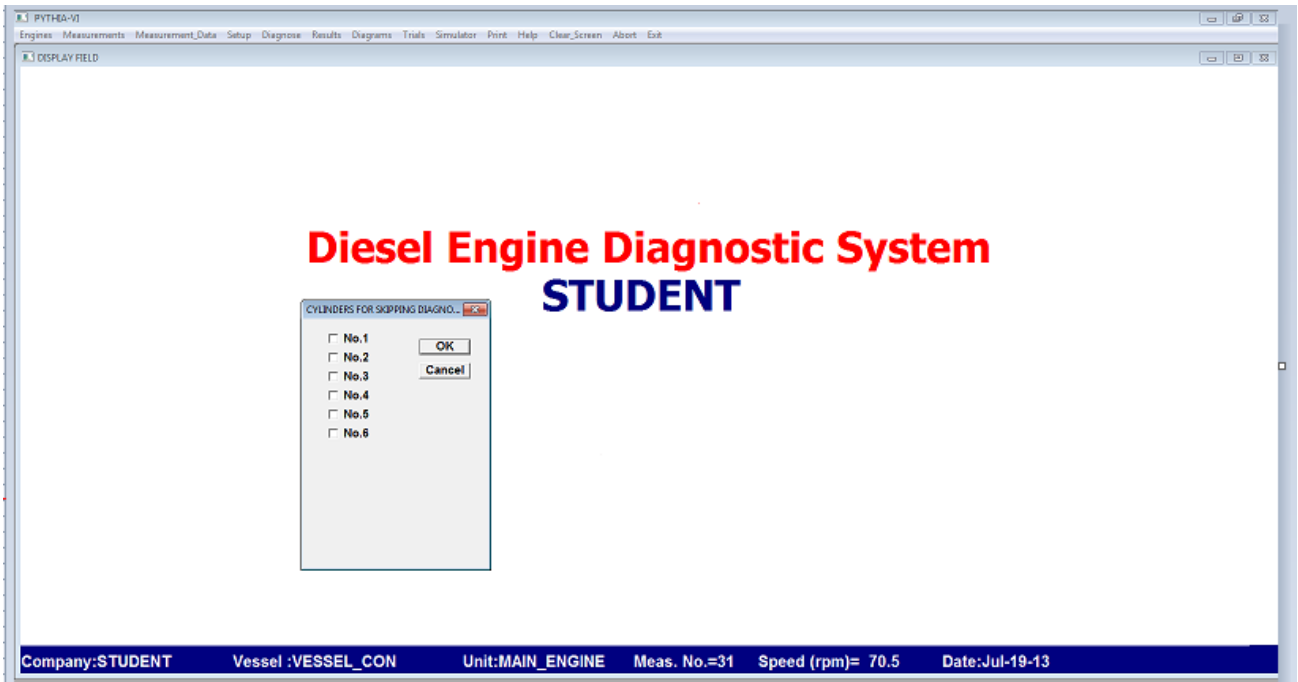 PYTHIA-VI
Engines Measurements Measurement_Data Setup Diagnose Results Diagrams Trials Simulator Print Help Clear_Screen Abort Exit
DISPLAY FIELD
Diesel Engine Diagnostic System
STUDENT
CYLINDERS FOR SKIPPING DIAGNO...
No.1
OK
No.2
Cancel
No.3
No.4
No.5
No.6
Company:STUDENT Vessel :VESSEL_CON Unit:MAIN_ENGINE Meas. No.=31 Speed (rpm)= 70.5 Date:Jul-19-13